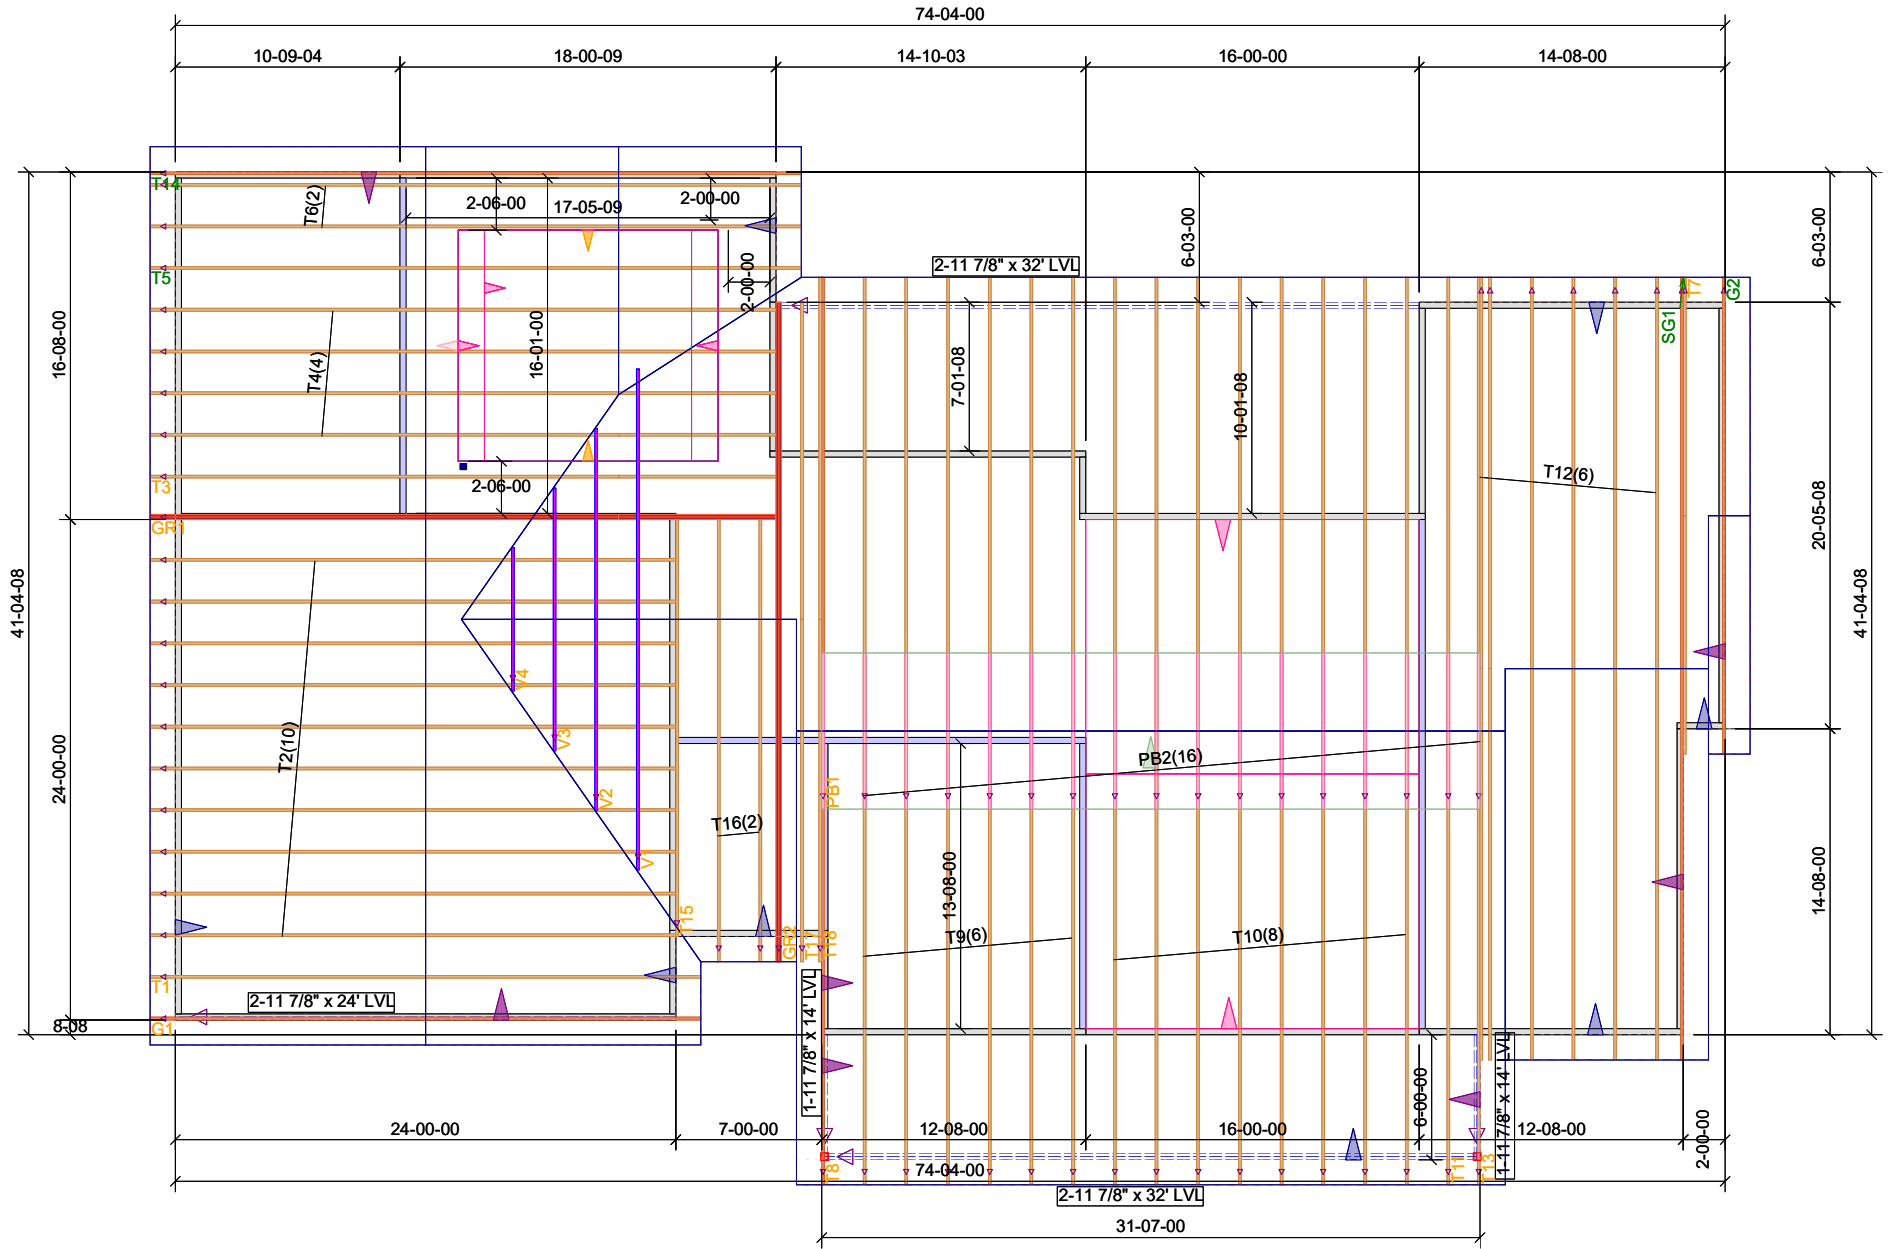 74-04-00
10-09-04
18-00-09
14-10-03
16-00-00
14-08-00
T14
T6(2)
2-06-00
17-05-09
2-00-00
6-03-00
6-03-00
T5
2-00-00
2-11 7/8" x 32' LVL
T7
G2
SG1
16-08-00
T4(4)
16-01-00
7-01-08
10-01-08
T3
2-06-00
T12(6)
GR1
20-05-08
41-04-08
41-04-08
V4
T2(10)
V3
24-00-00
PB2(16)
V2
PB1
T16(2)
V1
13-08-00
14-08-00
T15
GR2
T17
T18
T9(6)
T10(8)
T1
2-11 7/8" x 24' LVL
8-08
G1
1-11 7/8" x 14' LVL
1-11 7/8" x 14' LVL
6-00-00
24-00-00
7-00-00
12-08-00
16-00-00
12-08-00
2-00-00
T8
74-04-00
T11
T13
2-11 7/8" x 32' LVL
31-07-00